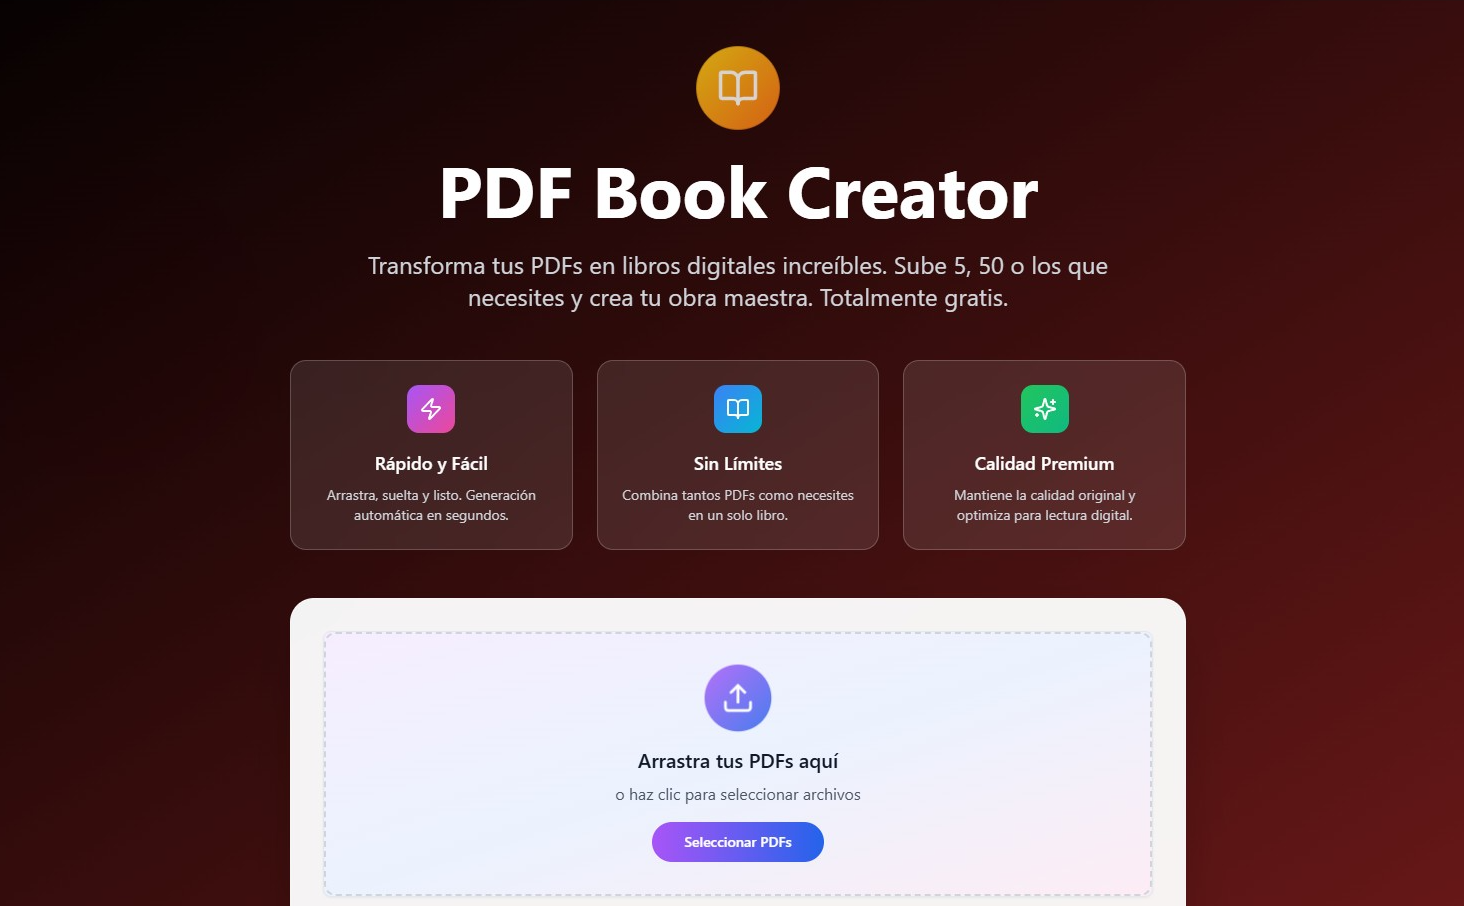 PDF Book Creator
Transforma tus PDFs en libros digitales increíbles. Sube 5, 50 o los que
necesites y crea tu obra maestra. Totalmente gratis.
Rápido y Fácil
Arrastra, suelta y listo. Generación
automática en segundos.
Sin Límites
Combina tantos PDFs como necesites
en un solo libro.
Calidad Premium
Mantiene la calidad original y
optimiza para lectura digital.
Arrastra tus PDFs aquí
o haz clic para seleccionar archivos
Seleccionar PDFs